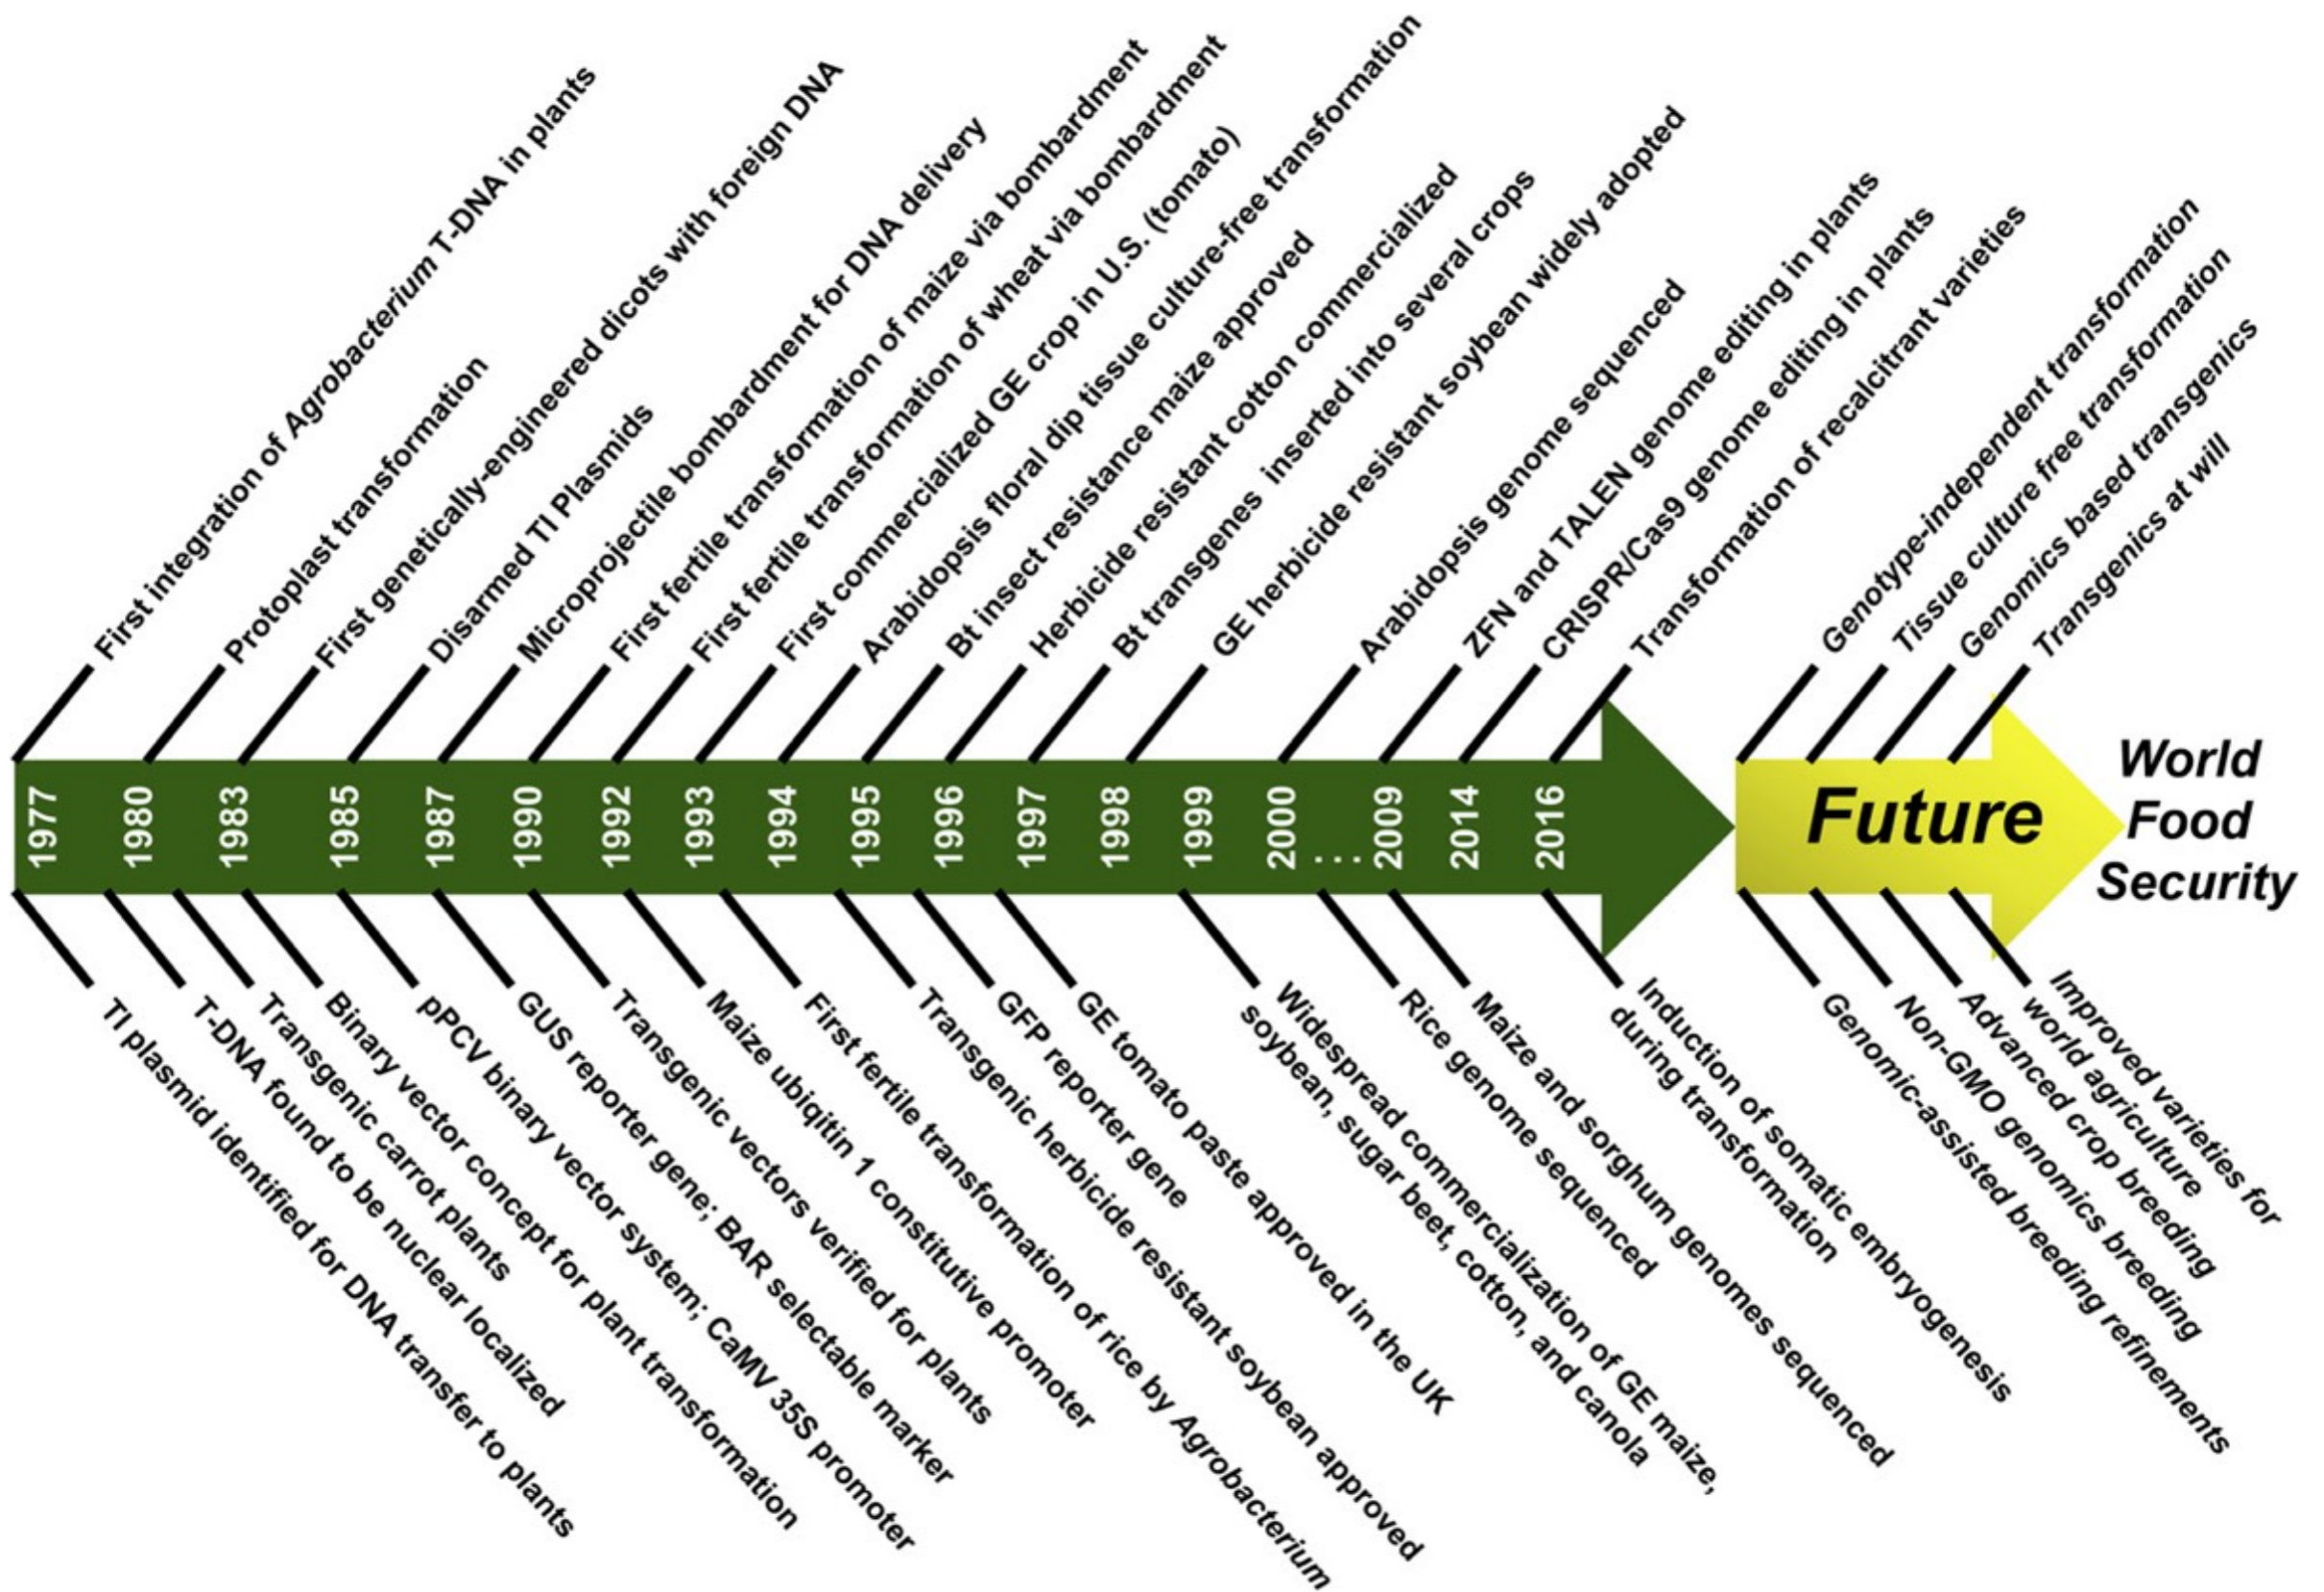 First integration of Agrobacterium T-DNA in plants
Protoplast transformation
First genetically-engineered dicots with foreign DNA
Disarmed TI Plasmids
Microprojectile bombardment for DNA delivery
First fertile transformation of maize via bombardment
First fertile transformation of wheat via bombardment
First commercialized GE crop in U.S. (tomato)
Arabidopsis floral dip tissue culture-free transformation
Bt insect resistance maize approved
Herbicide resistant cotton commercialized
Bt transgenes inserted into several crops
GE herbicide resistant soybean widely adopted
Arabidopsis genome sequenced
ZFN and TALEN genome editing in plants
CRISPR/Cas9 genome editing in plants
Transformation of recalcitrant varieties
Genotype-independent transformation
Tissue culture free transformation
Genomics based transgenics
Transgenics at will
1977
1980
1983
1985
1987
1990
1992
1993
1994
1995
1996
1997
1998
1999
2000
...
2009
2014
2016
Future
World
Food
Security
TI plasmid identified for DNA transfer to plants
T-DNA found to be nuclear localized
Transgenic carrot plants
Binary vector concept for plant transformation
pPCV binary vector system; CaMV 35S promoter
GUS reporter gene; BAR selectable marker
Transgenic vectors verified for plants
Maize ubiqitin 1 constitutive promoter
First fertile transformation of rice by Agrobacterium
Transgenic herbicide resistant soybean approved
GFP reporter gene
GE tomato paste approved in the UK
Widespread commercialization of GE maize,
soybean, sugar beet, cotton, and canola
Rice genome sequenced
Maize and sorghum genomes sequenced
Induction of somatic embryogenesis
during transformation
Genomic-assisted breeding refinements
Non-GMO genomics breeding
Advanced crop breeding
Improved varieties for
world agriculture